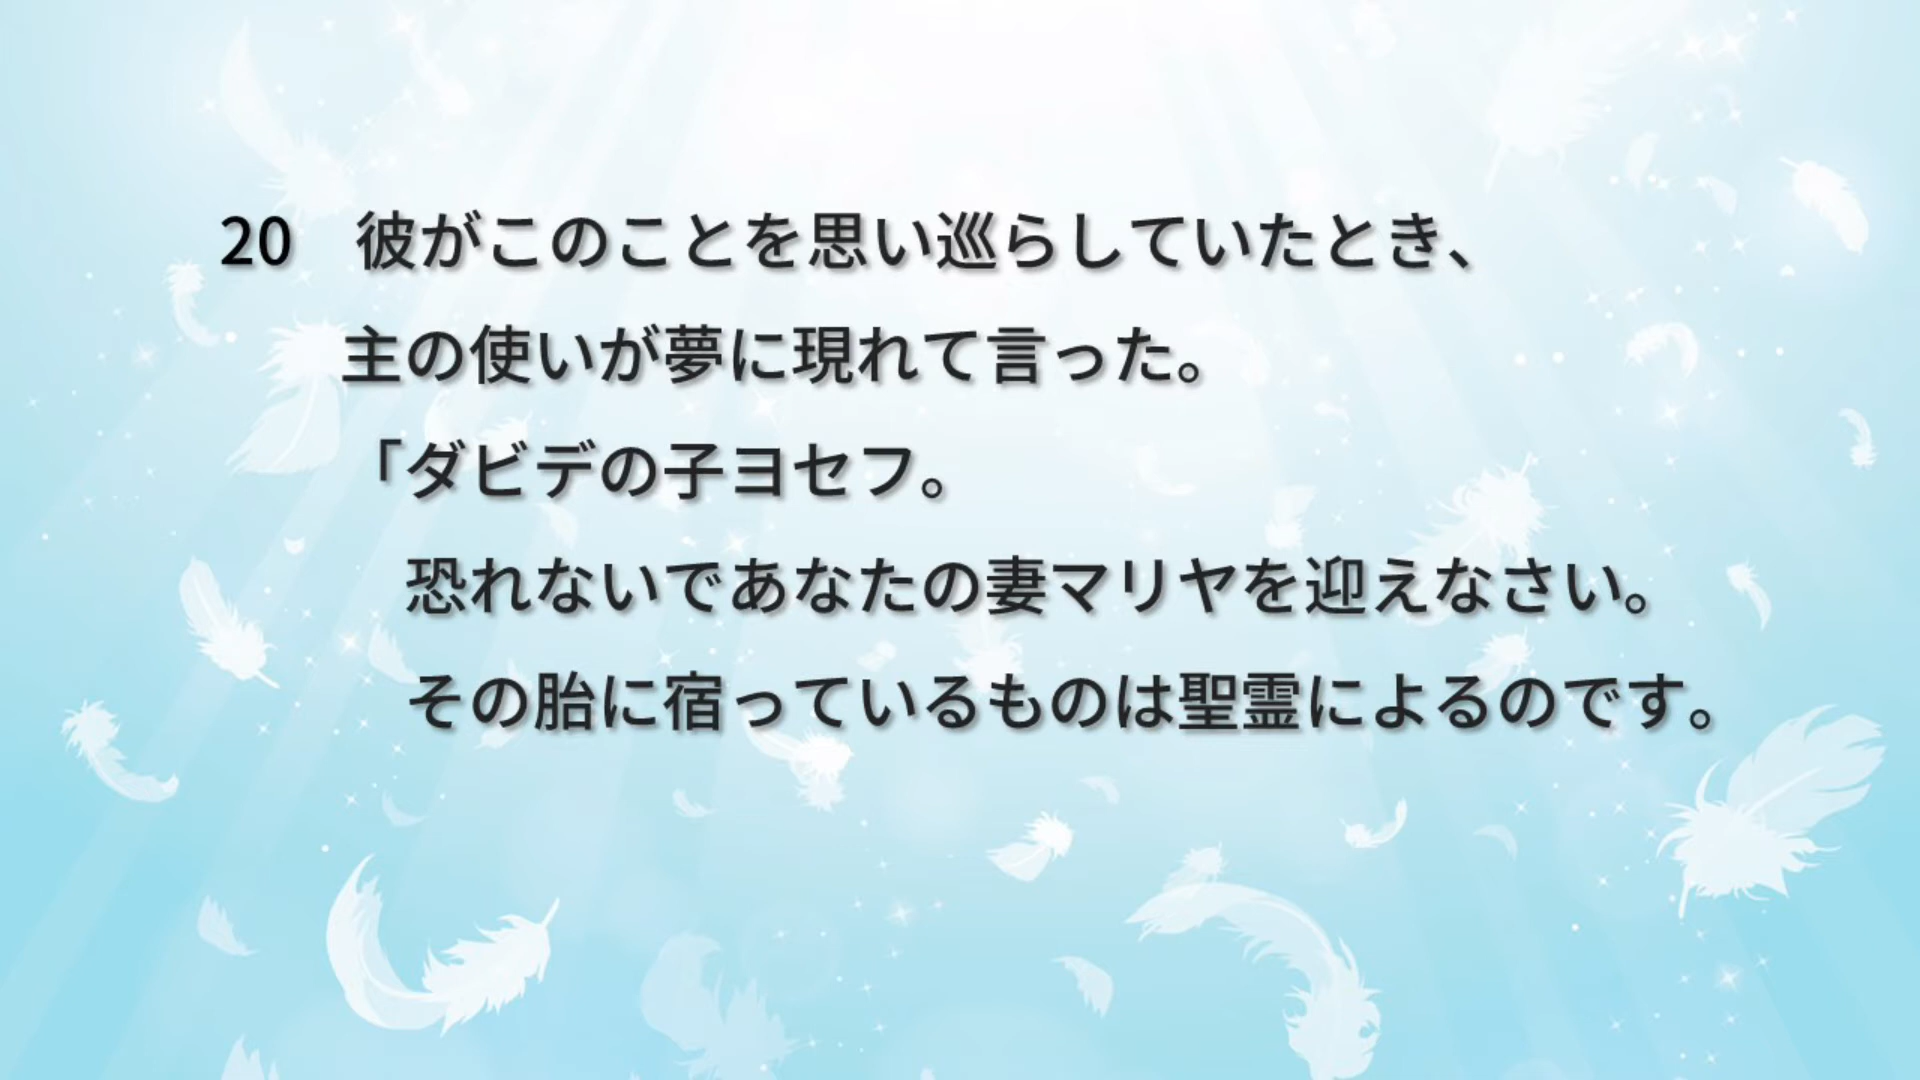 20　彼がこのことを思い巡らしていたとき、
主の使いが夢に現れて言った。
「ダビデの子ヨセフ。
恐れないであなたの妻マリヤを迎えなさい。
その胎に宿っているものは聖霊によるのです。